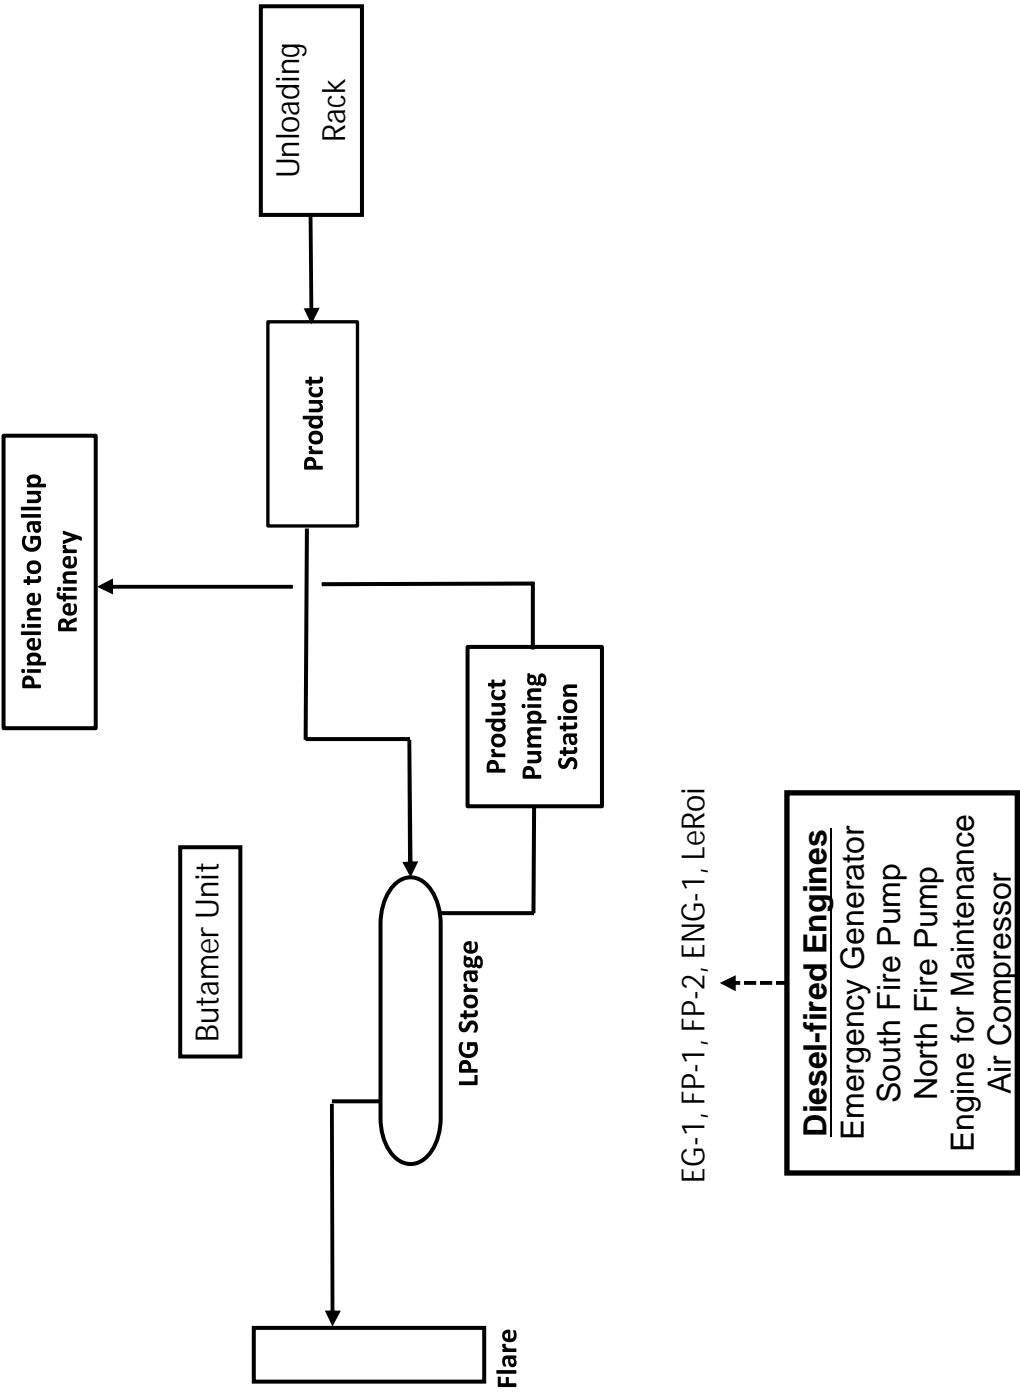 Unloading
Rack
Product
Pipeline to Gallup
Refinery
Product
Pumping
Station
Butamer Unit
LPG Storage
Flare
EG-1, FP-1, FP-2, ENG-1, LeRoi
Diesel-fired Engines
Emergency Generator
South Fire Pump
North Fire Pump
Engine for Maintenance
Air Compressor